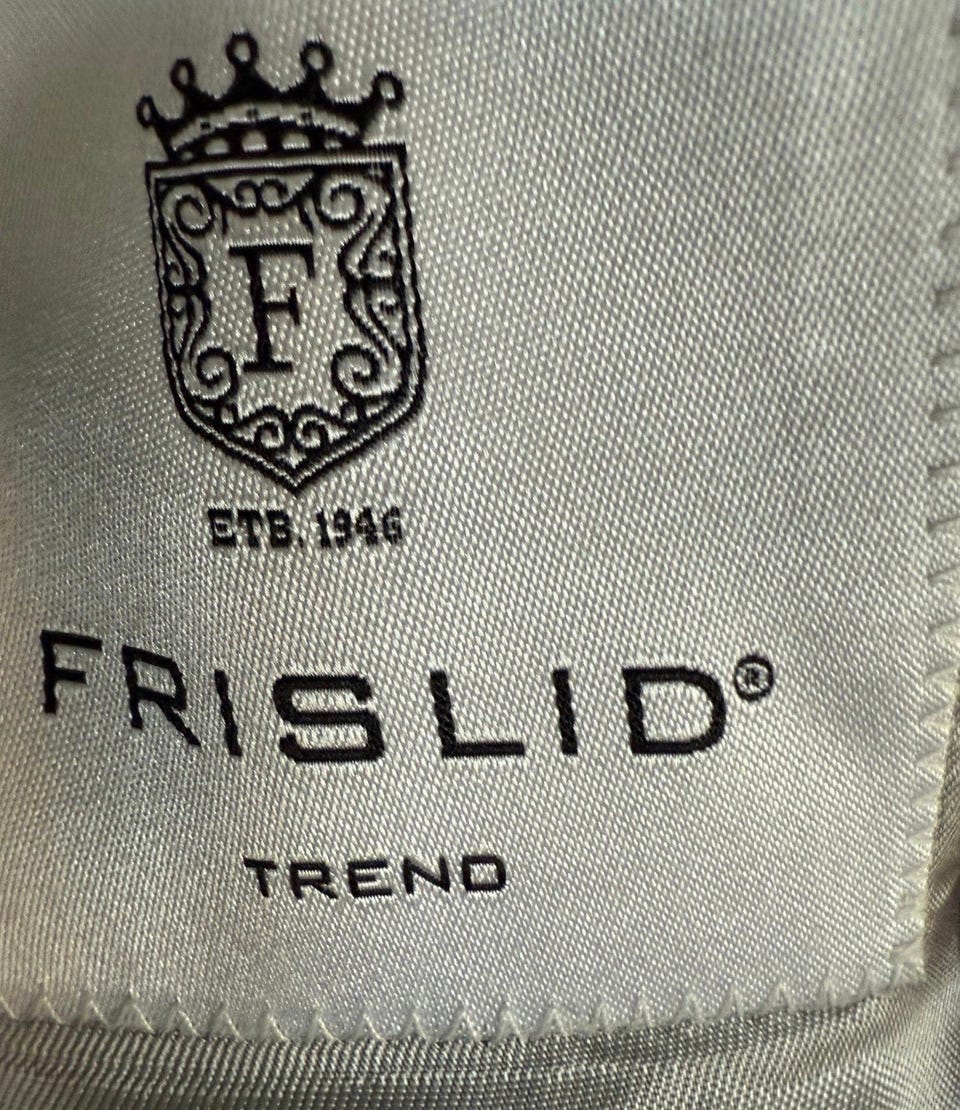 F
ETB. 1946
FRISLID®
TREND